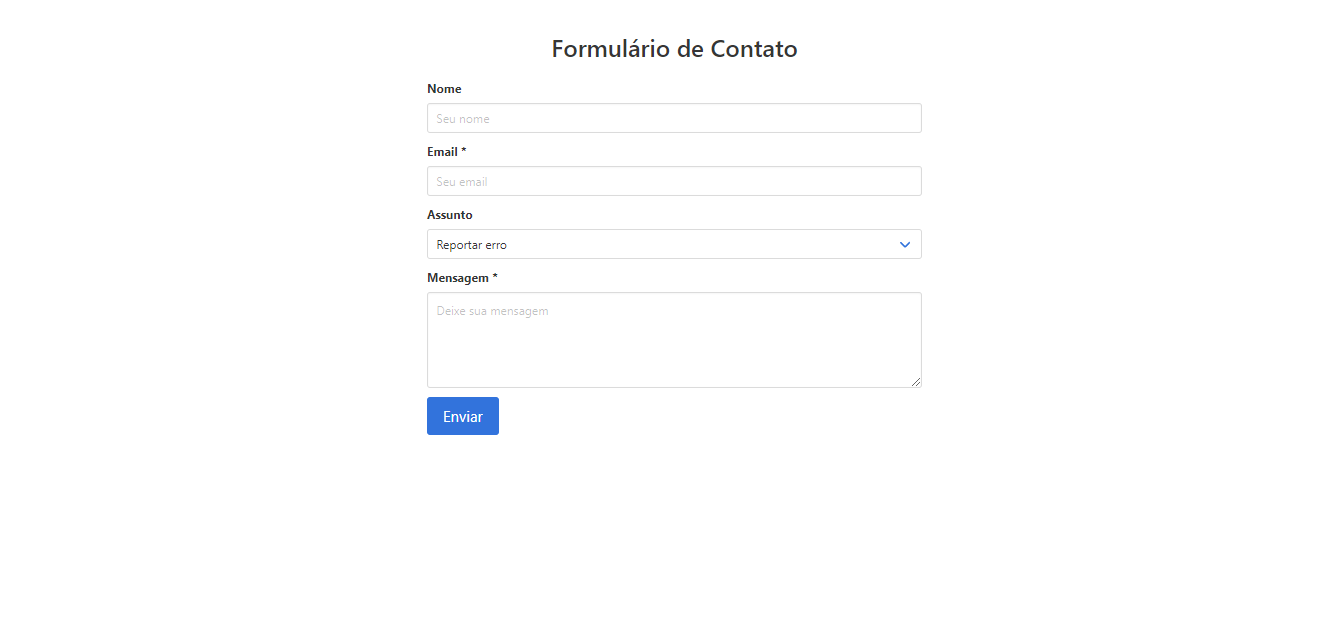 Formulário de Contato
Nome
Seu nome
Email *
Seu email
Assunto
Reportar erro
Mensagem *
Deixe sua mensagem
Enviar